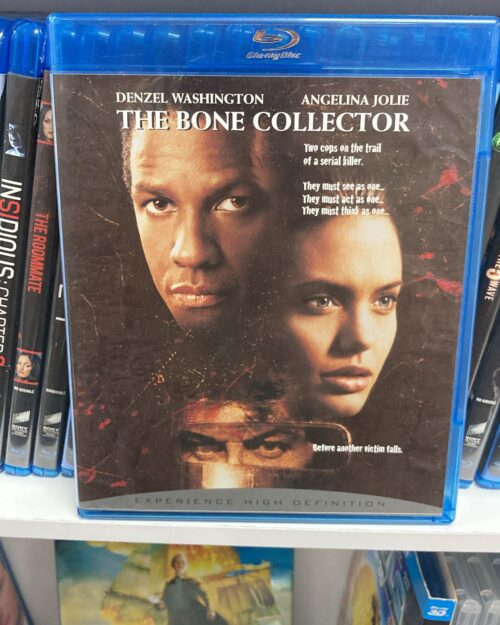 Blu-ray Disc
DENZEL WASHINGTON ANGELINA JOLIE
THE BONE COLLECTOR
Two cops on the trail
of a serial killer.
They must see as one...
They must act as one...
They must think as one...
Before another victim falls.
EXPERIENCE HIGH DEFINITION
INSIDIOUS: CHAPTER
THE ROOMMATE
WAVE
3D